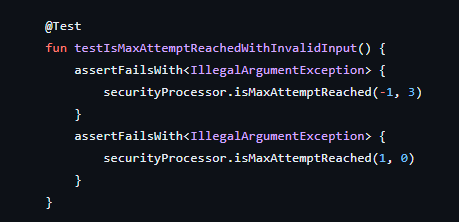 @Test
fun testIsMaxAttemptReachedWithInvalidInput() {
    assertFailsWith<IllegalArgumentException> {
        securityProcessor.isMaxAttemptReached(-1, 3)
    }
    assertFailsWith<IllegalArgumentException> {
        securityProcessor.isMaxAttemptReached(1, 0)
    }
}